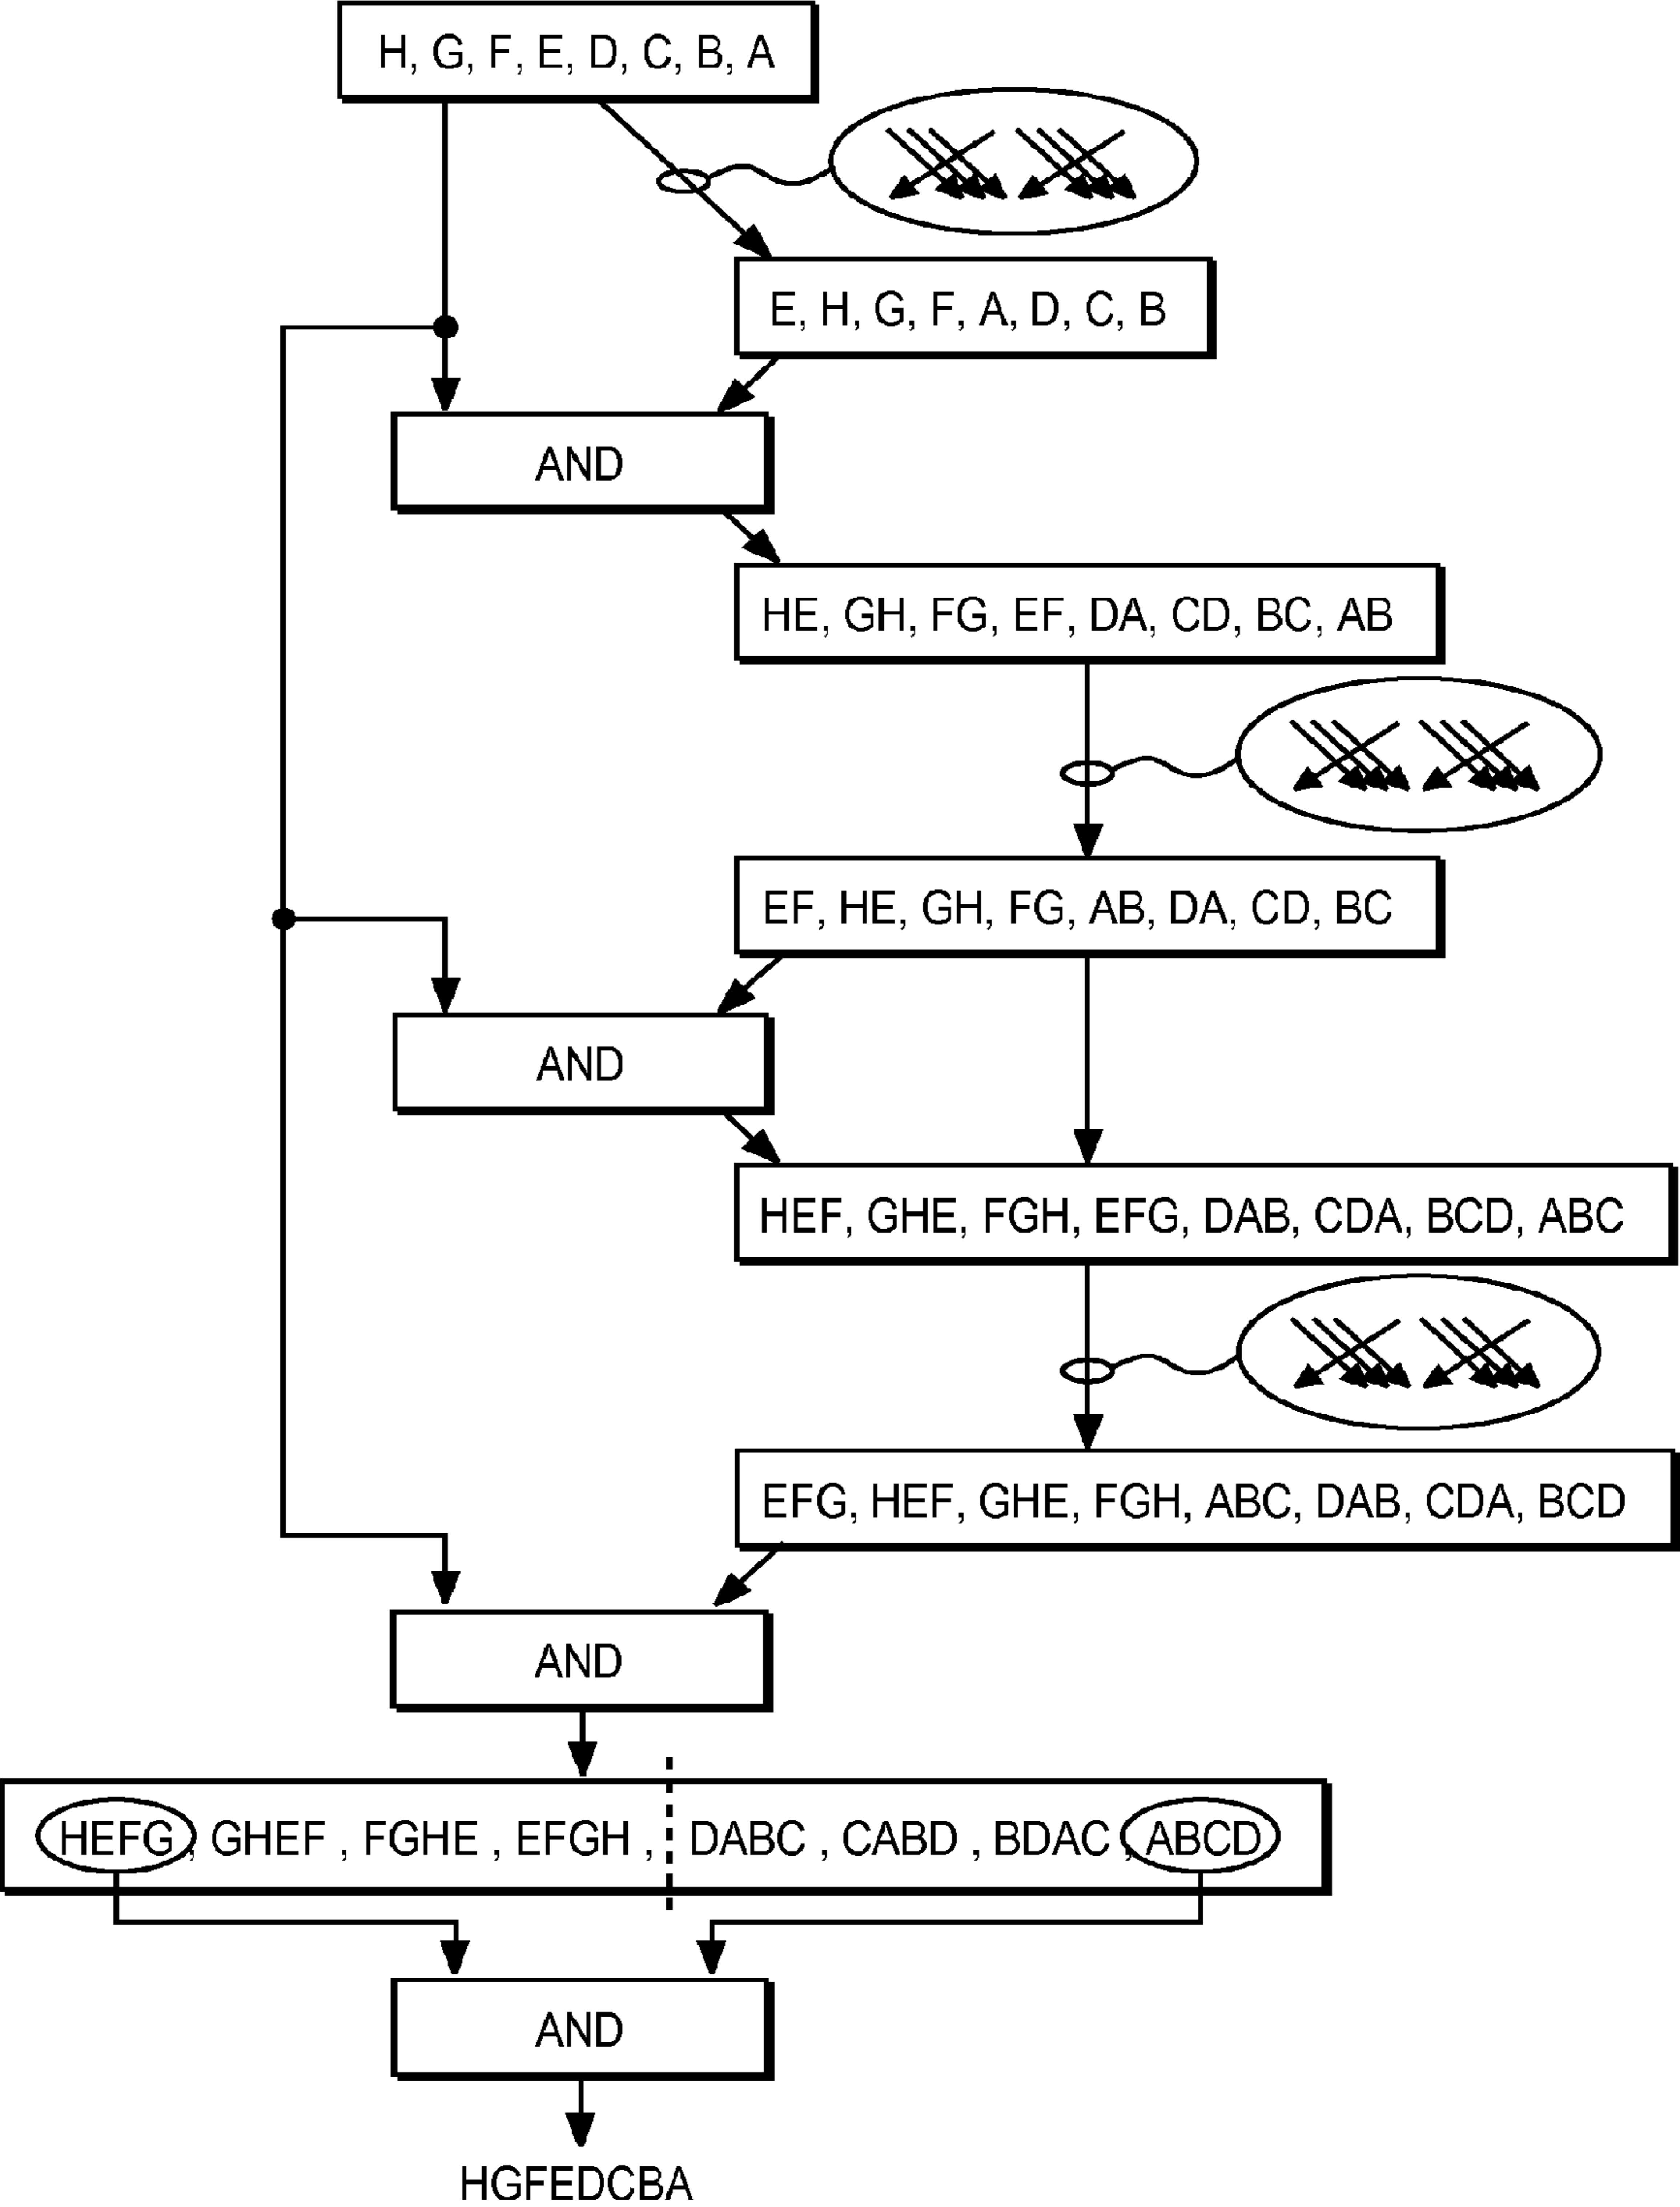 H, G, F, E, D, C, B, A
E, H, G, F, A, D, C, B
AND
HE, GH, FG, EF, DA, CD, BC, AB
EF, HE, GH, FG, AB, DA, CD, BC
AND
HEF, GHE, FGH, EFG, DAB, CDA, BCD, ABC
EFG, HEF, GHE, FGH, ABC, DAB, CDA, BCD
AND
HEFG, GHEF , FGHE , EFGH , DABC , CABD , BDAC , ABCD
AND
HGFEDCBA